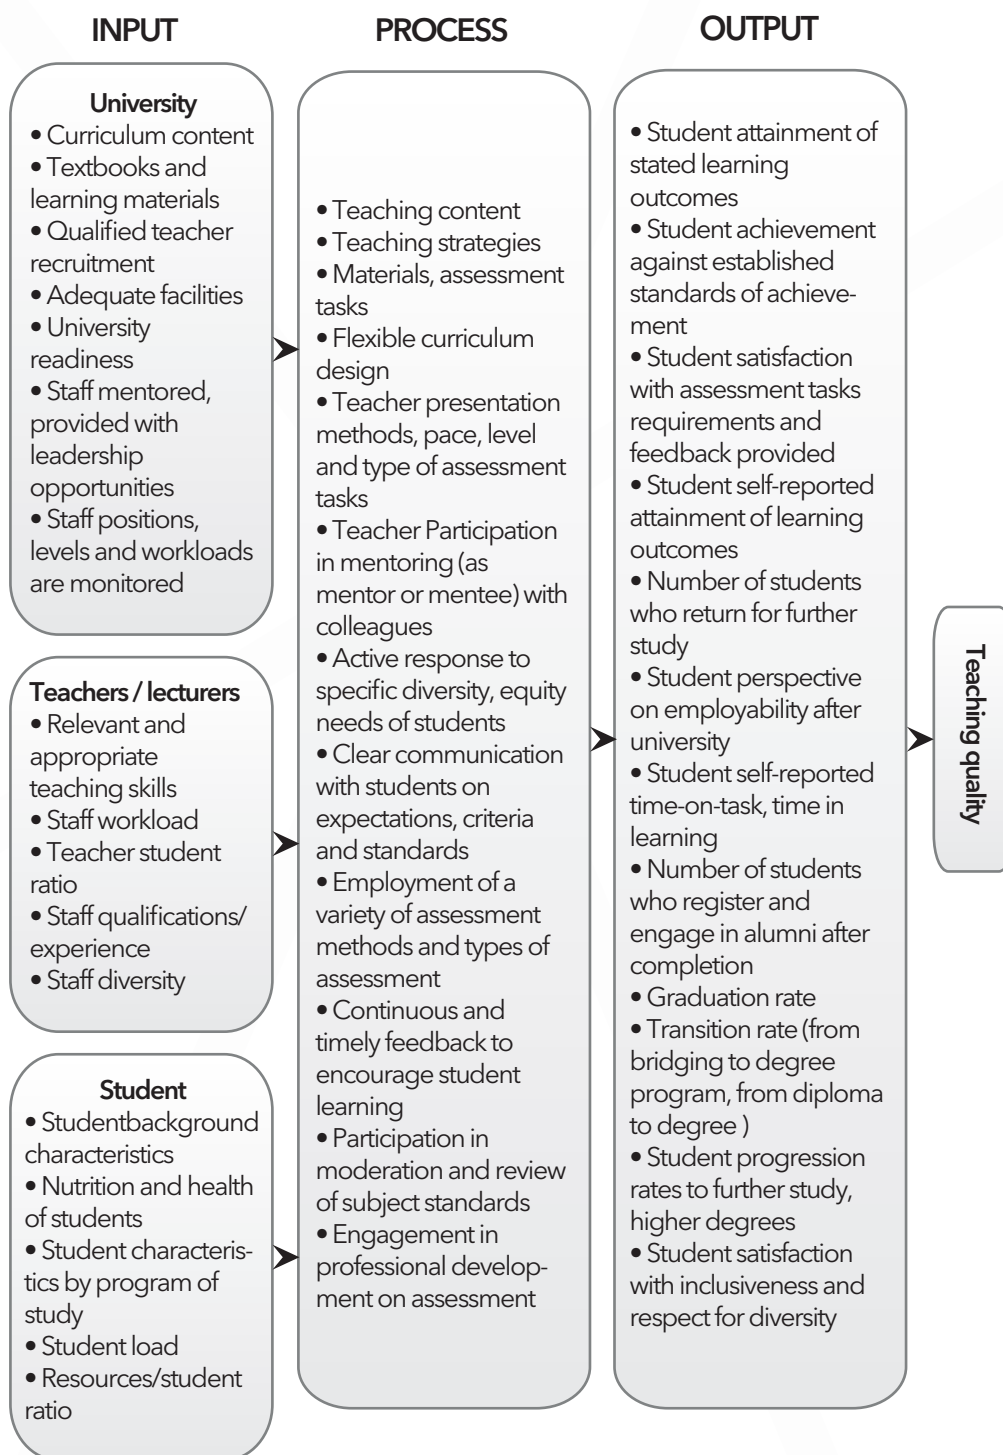 INPUT
University
• Curriculum content
• Textbooks and
learning materials
• Qualified teacher
recruitment
• Adequate facilities
• University
readiness
• Staff mentored,
provided with
leadership
opportunities
• Staff positions,
levels and workloads
are monitored
Teachers / lecturers
• Relevant and
appropriate
teaching skills
• Staff workload
• Teacher student
ratio
• Staff qualifications/
experience
• Staff diversity
Student
• Studentbackground
characteristics
• Nutrition and health
of students
• Student characteris-
tics by program of
study
• Student load
• Resources/student
ratio
PROCESS
• Teaching content
• Teaching strategies
• Materials, assessment
tasks
• Flexible curriculum
design
• Teacher presentation
methods, pace, level
and type of assessment
tasks
• Teacher Participation
in mentoring (as
mentor or mentee) with
colleagues
• Active response to
specific diversity, equity
needs of students
• Clear communication
with students on
expectations, criteria
and standards
• Employment of a
variety of assessment
methods and types of
assessment
• Continuous and
timely feedback to
encourage student
learning
• Participation in
moderation and review
of subject standards
• Engagement in
professional develop-
ment on assessment
OUTPUT
• Student attainment of
stated learning
outcomes
• Student achievement
against established
standards of achieve-
ment
• Student satisfaction
with assessment tasks
requirements and
feedback provided
• Student self-reported
attainment of learning
outcomes
• Number of students
who return for further
study
• Student perspective
on employability after
university
• Student self-reported
time-on-task, time in
learning
• Number of students
who register and
engage in alumni after
completion
• Graduation rate
• Transition rate (from
bridging to degree
program, from diploma
to degree )
• Student progression
rates to further study,
higher degrees
• Student satisfaction
with inclusiveness and
respect for diversity
Teaching quality